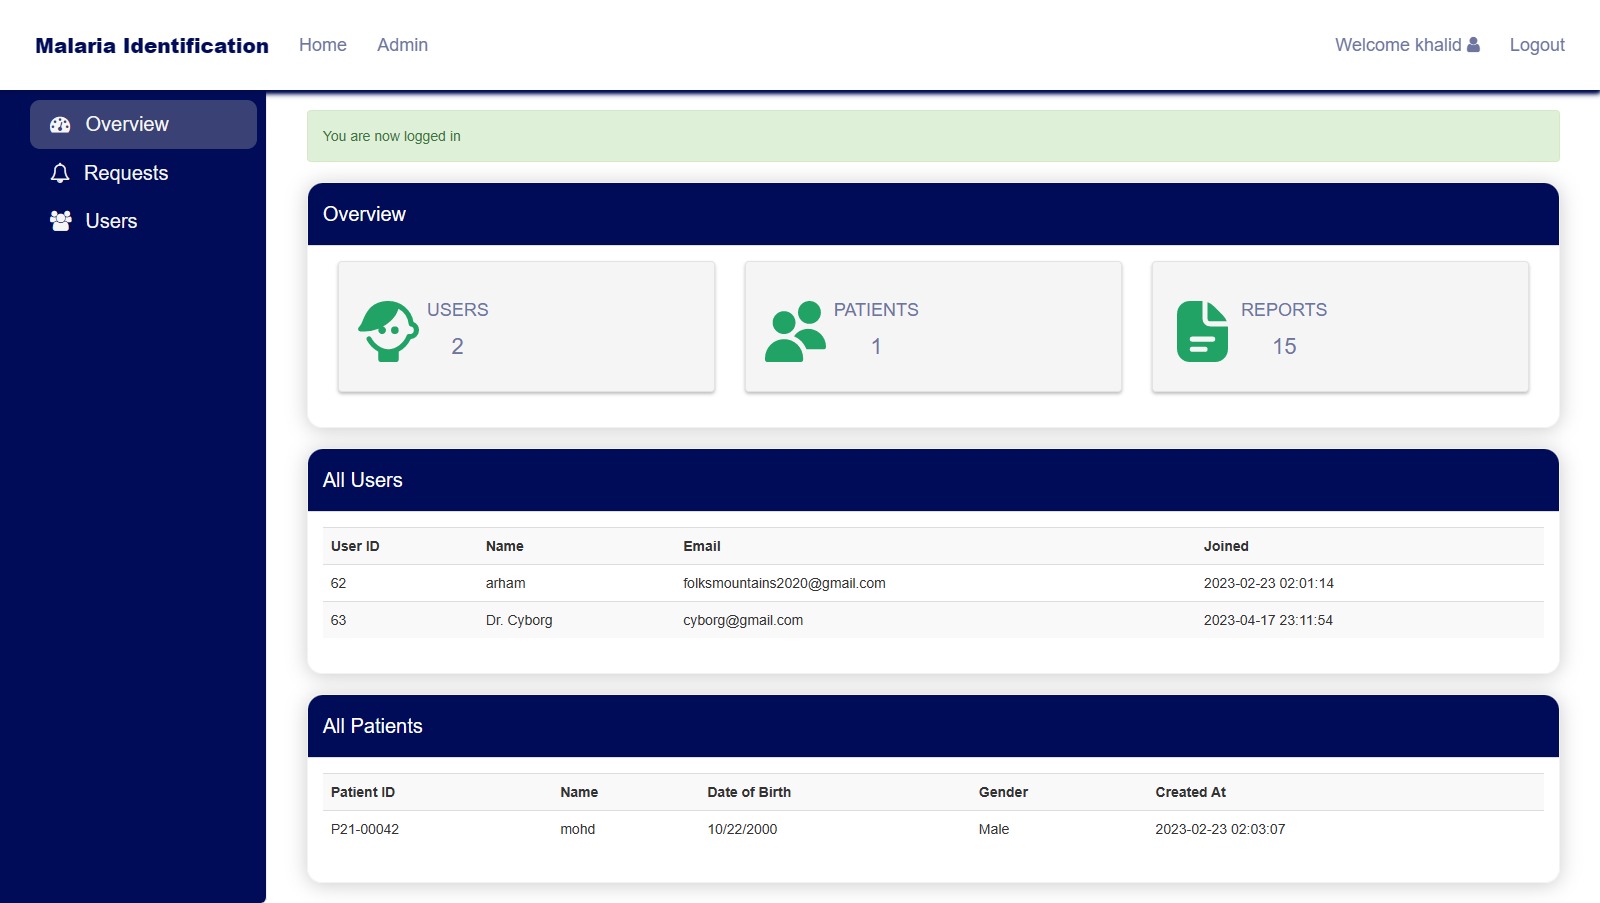 Malaria Identification Home Admin Welcome khalid Logout
Overview
Requests
Users
You are now logged in
Overview
USERS
2
PATIENTS
1
REPORTS
15
All Users
User ID Name Email Joined
62 arham folksmountains2020@gmail.com 2023-02-23 02:01:14
63 Dr. Cyborg cyborg@gmail.com 2023-04-17 23:11:54
All Patients
Patient ID Name Date of Birth Gender Created At
P21-00042 mohd 10/22/2000 Male 2023-02-23 02:03:07